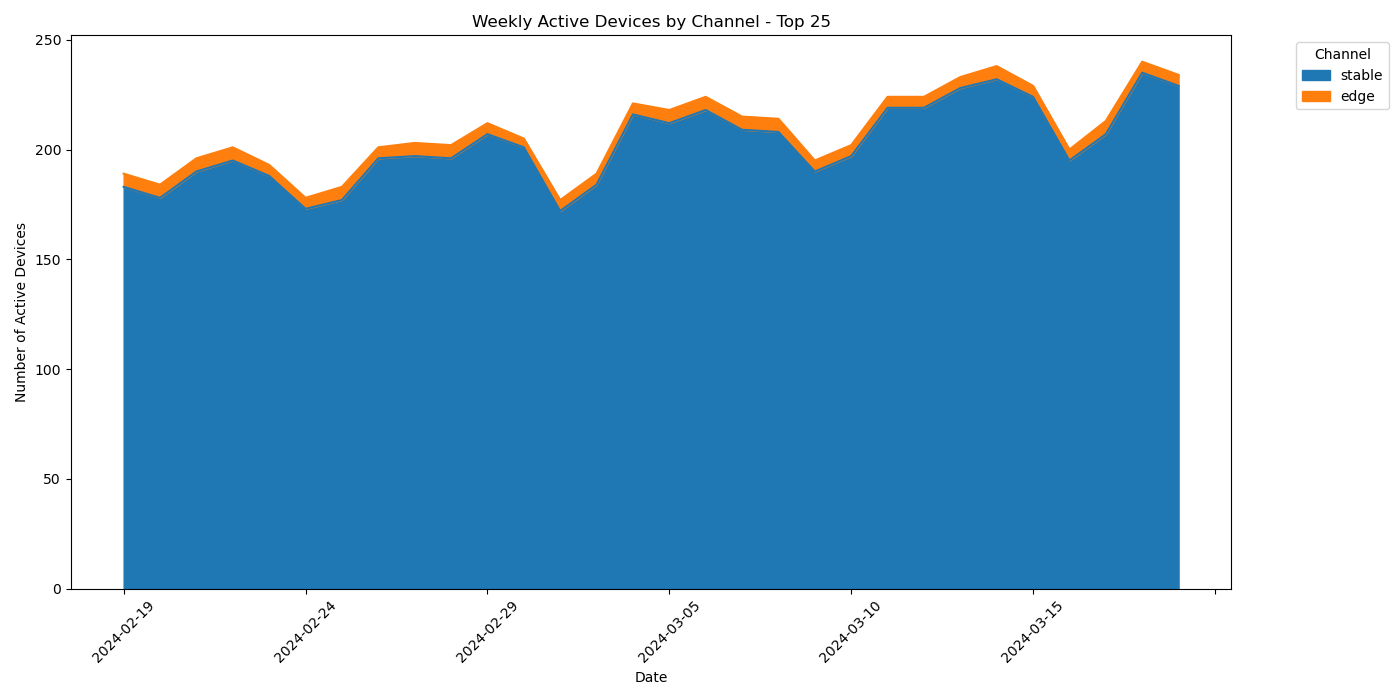 Weekly Active Devices by Channel - Top 25
Channel
stable
edge
Number of Active Devices
250
200
150
100
50
0
2024-02-19
2024-02-24
2024-02-29
2024-03-05
2024-03-10
2024-03-15
Date